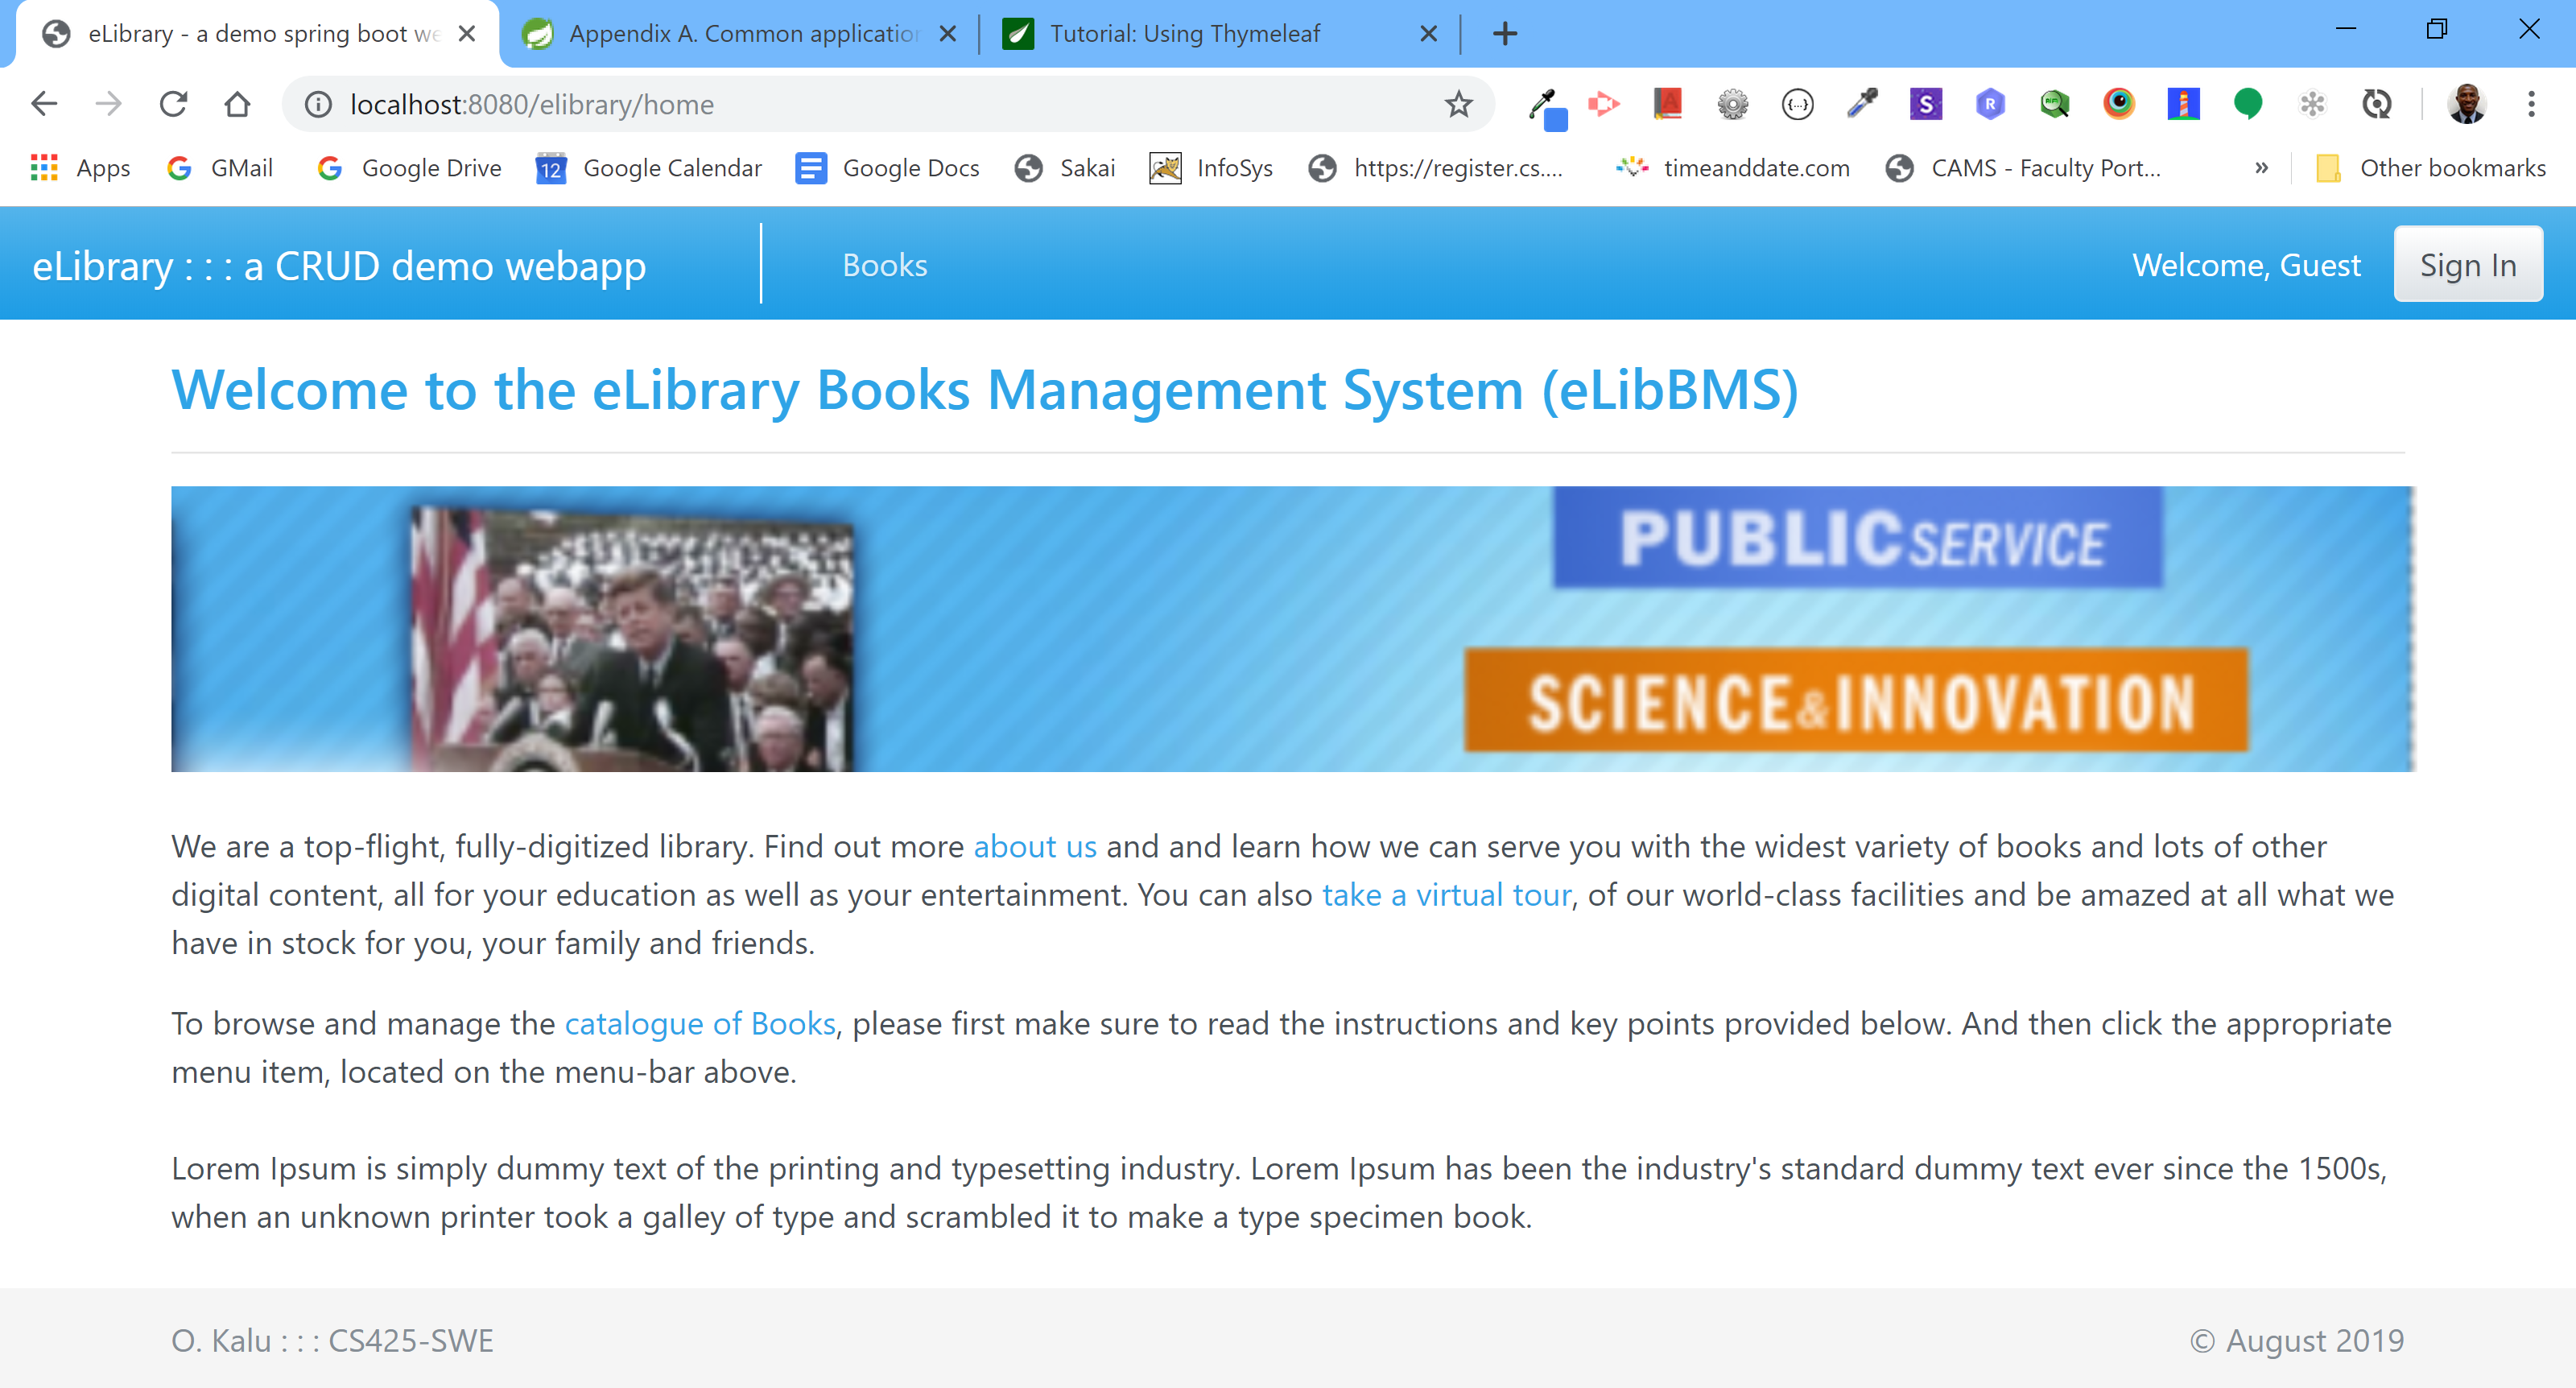 eLibrary - a demo spring boot we
Appendix A. Common application
Tutorial: Using Thymeleaf
localhost:8080/elibrary/home
Apps
GMail
Google Drive
12
Google Calendar
Google Docs
Sakai
InfoSys
https://register.cs....
timeanddate.com
CAMS - Faculty Port...
»
Other bookmarks
eLibrary : : : a CRUD demo webapp
Books
Welcome, Guest
Sign In
Welcome to the eLibrary Books Management System (eLibBMS)
PUBLIC SERVICE
SCIENCE & INNOVATION
We are a top-flight, fully-digitized library. Find out more about us and and learn how we can serve you with the widest variety of books and lots of other
digital content, all for your education as well as your entertainment. You can also take a virtual tour, of our world-class facilities and be amazed at all what we
have in stock for you, your family and friends.
To browse and manage the catalogue of Books, please first make sure to read the instructions and key points provided below. And then click the appropriate
menu item, located on the menu-bar above.
Lorem Ipsum is simply dummy text of the printing and typesetting industry. Lorem Ipsum has been the industry's standard dummy text ever since the 1500s,
when an unknown printer took a galley of type and scrambled it to make a type specimen book.
O. Kalu : : : CS425-SWE
© August 2019